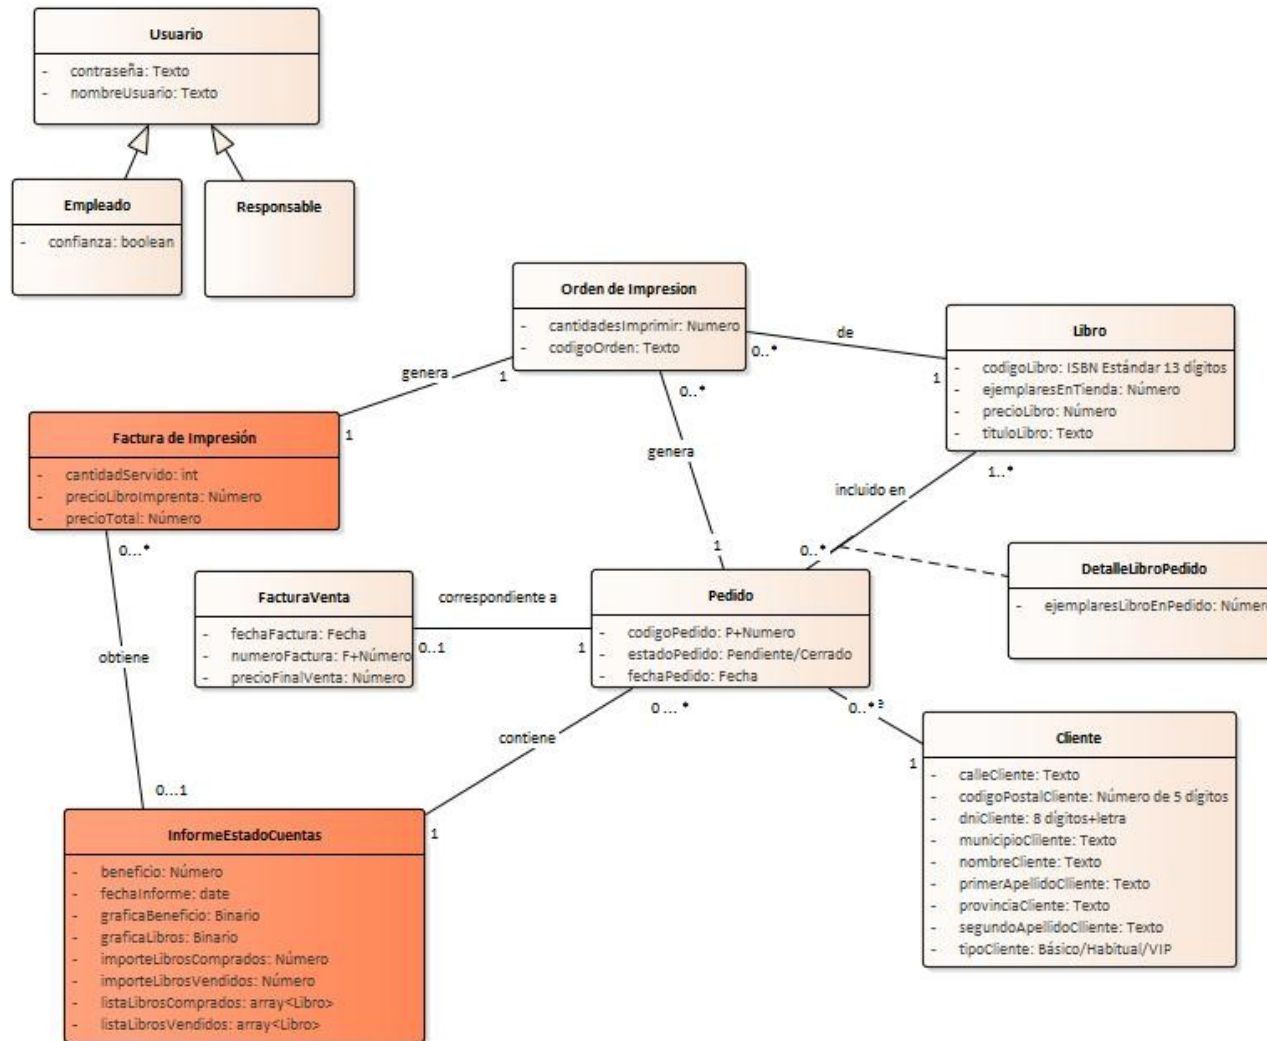 Usuario
- contraseña: Texto
- nombreUsuario: Texto
Empleado
- confianza: boolean
Responsable
Orden de Impresion
- cantidadesImprimir: Numero
- codigoOrden: Texto
de
0..*
1
Libro
- codigoLibro: ISBN Estándar 13 dígitos
- ejemplaresEnTienda: Número
- precioLibro: Número
- tituloLibro: Texto
genera
1
1
0..*
genera
1
Factura de Impresión
- cantidadServido: int
- precioLibroImprenta: Número
- precioTotal: Número
1..*
incluido en
0..*
DetalleLibroPedido
- ejemplaresLibroEnPedido: Número
0...*
obtiene
0...1
FacturaVenta
- fechaFactura: Fecha
- numeroFactura: F+Número
- precioFinalVenta: Número
correspondiente a
0..1
1
Pedido
- codigoPedido: P+Numero
- estadoPedido: Pendiente/Cerrado
- fechaPedido: Fecha
0 ... *
contiene
1
0..*
1
Cliente
- calleCliente: Texto
- codigoPostalCliente: Número de 5 dígitos
- dniCliente: 8 dígitos+letra
- municipioCliiente: Texto
- nombreCliente: Texto
- primerApellidoCliiente: Texto
- provinciaCliente: Texto
- segundoApellidoClliente: Texto
- tipoCliente: Básico/Habitual/VIP
InformeEstadoCuentas
- beneficio: Número
- fechaInforme: date
- graficaBeneficio: Binario
- graficaLibros: Binario
- importeLibrosComprados: Número
- importeLibrosVendidos: Número
- listaLibrosComprados: array<Libro>
- listaLibrosVendidos: array<Libro>